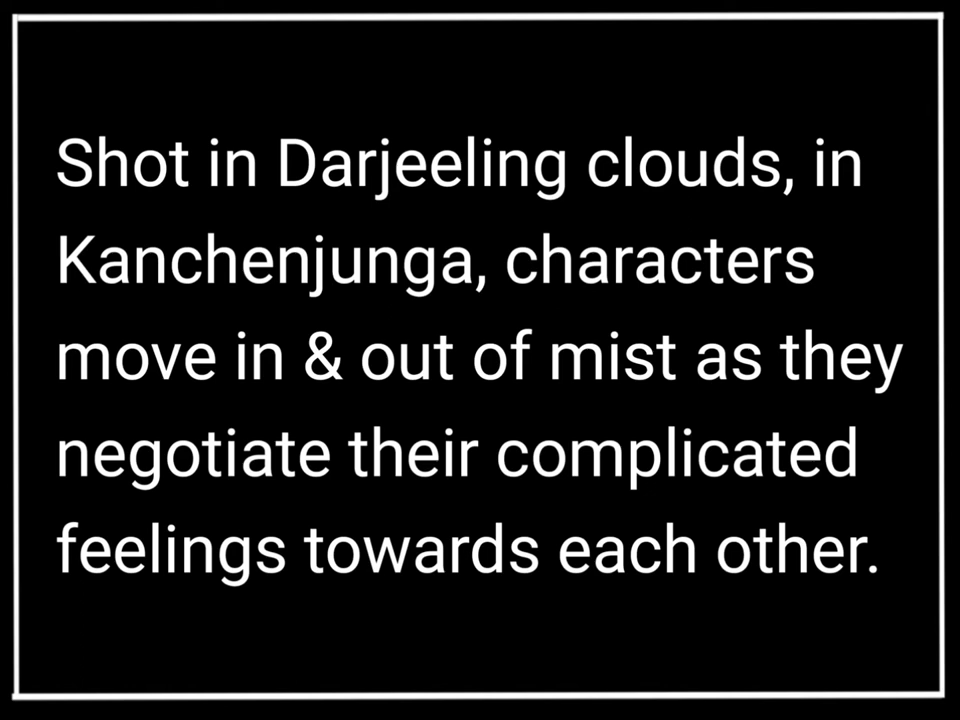 Shot in Darjeeling clouds, in
Kanchenjunga, characters
move in & out of mist as they
negotiate their complicated
feelings towards each other.